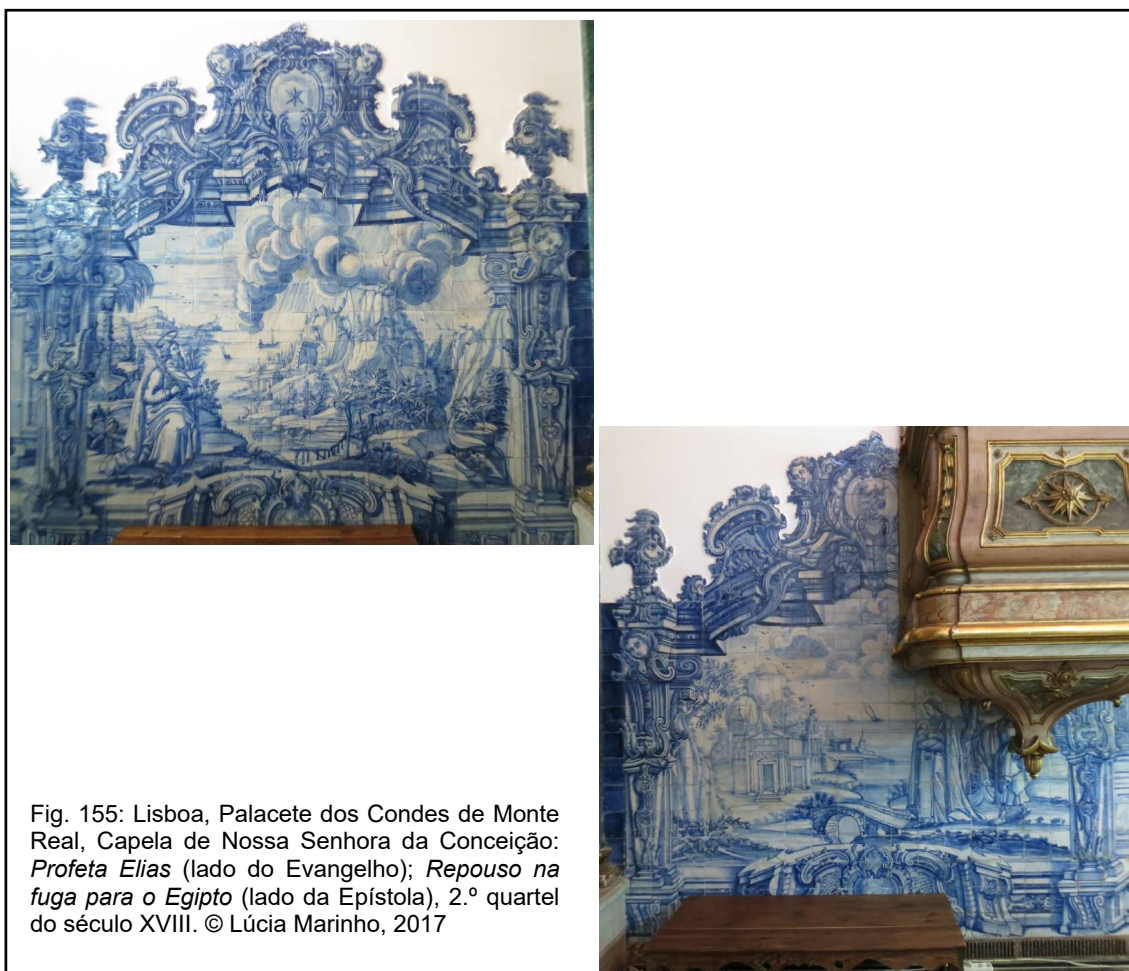 Fig. 155: Lisboa, Palacete dos Condes de Monte
Real, Capela de Nossa Senhora da Conceição:
Profeta Elias (lado do Evangelho); Repouso na
fuga para o Egipto (lado da Epístola), 2.º quartel
do século XVIII. © Lúcia Marinho, 2017